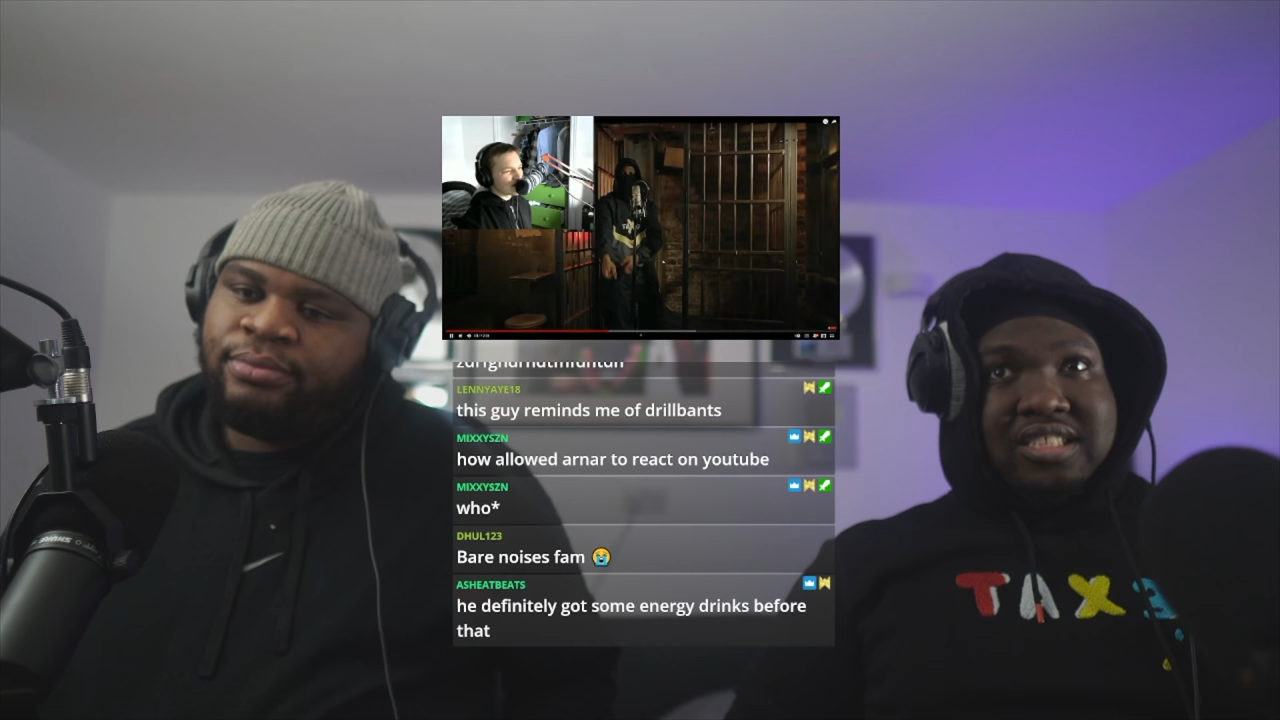 LENNYAYE18
this guy reminds me of drillbants
MIXXYSZN
how allowed arnar to react on youtube
MIXXYSZN
who*
DHUL123
Bare noises fam 😭
ASHEATBEATS
he definitely got some energy drinks before
that
TAX3